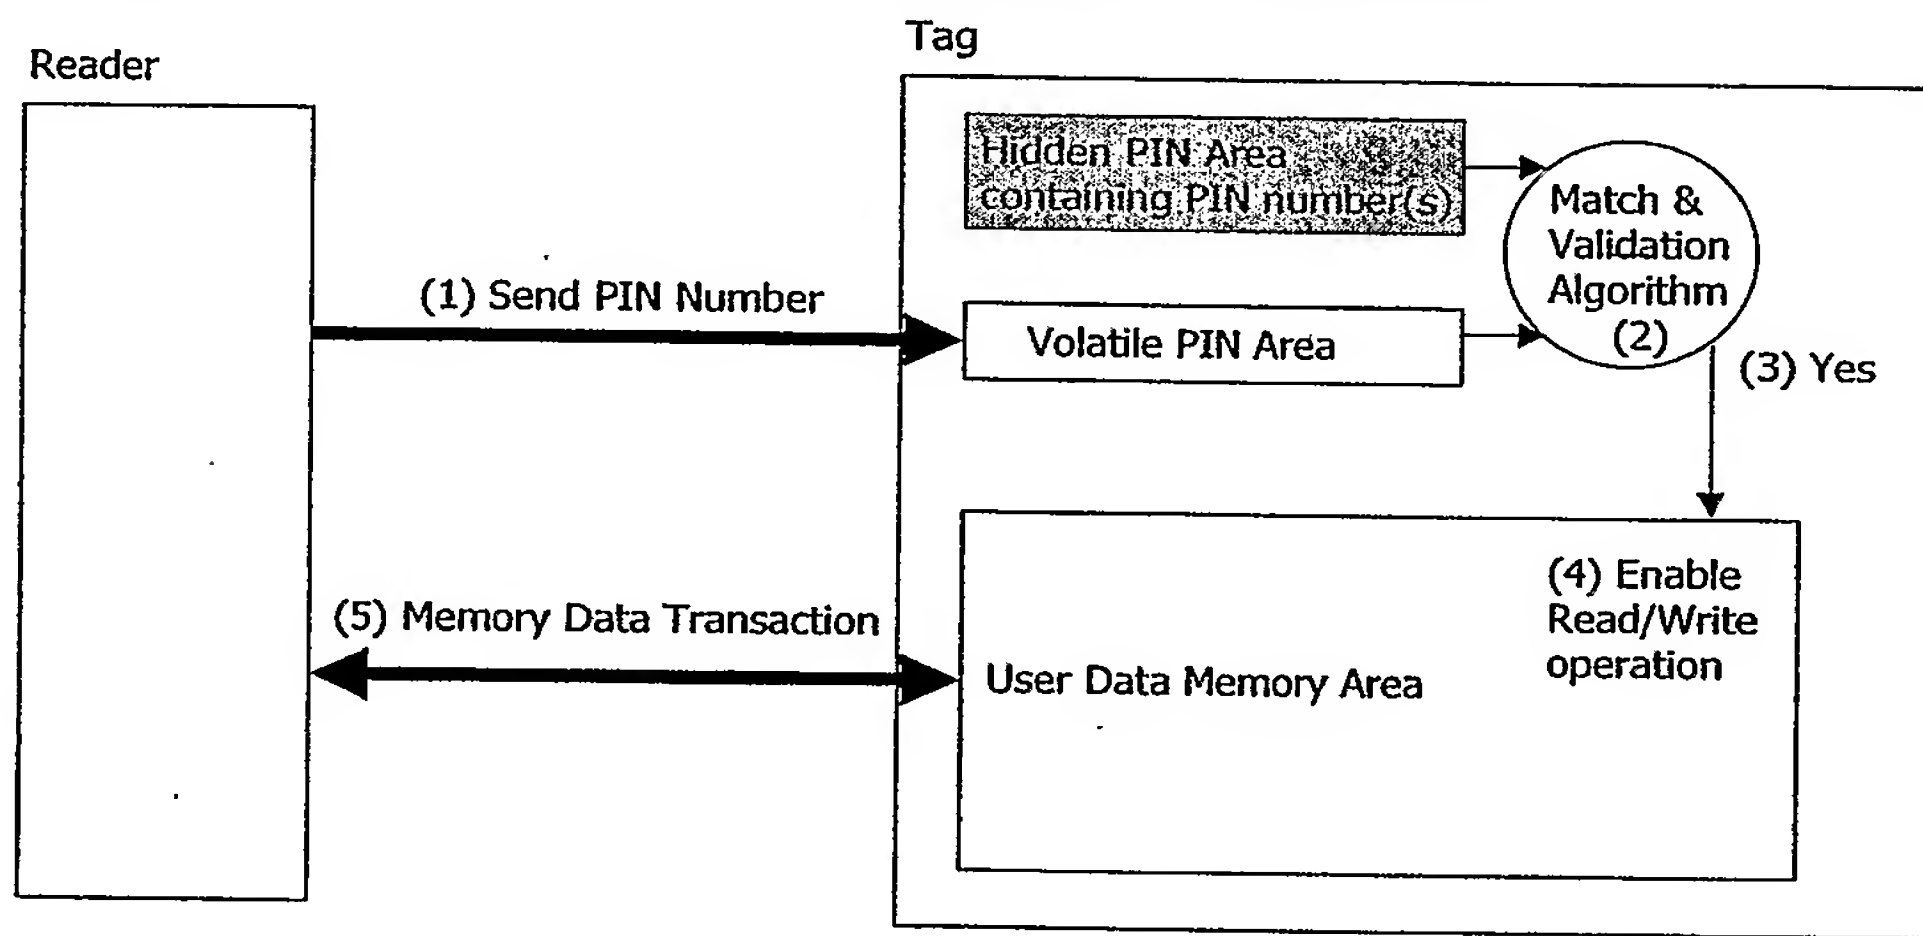 Reader
Tag
Hidden PIN Area
containing PIN number(s)
Match &
Validation
Algorithm
(2)
(1) Send PIN Number
Volatile PIN Area
(3) Yes
(4) Enable
Read/Write
operation
(5) Memory Data Transaction
User Data Memory Area